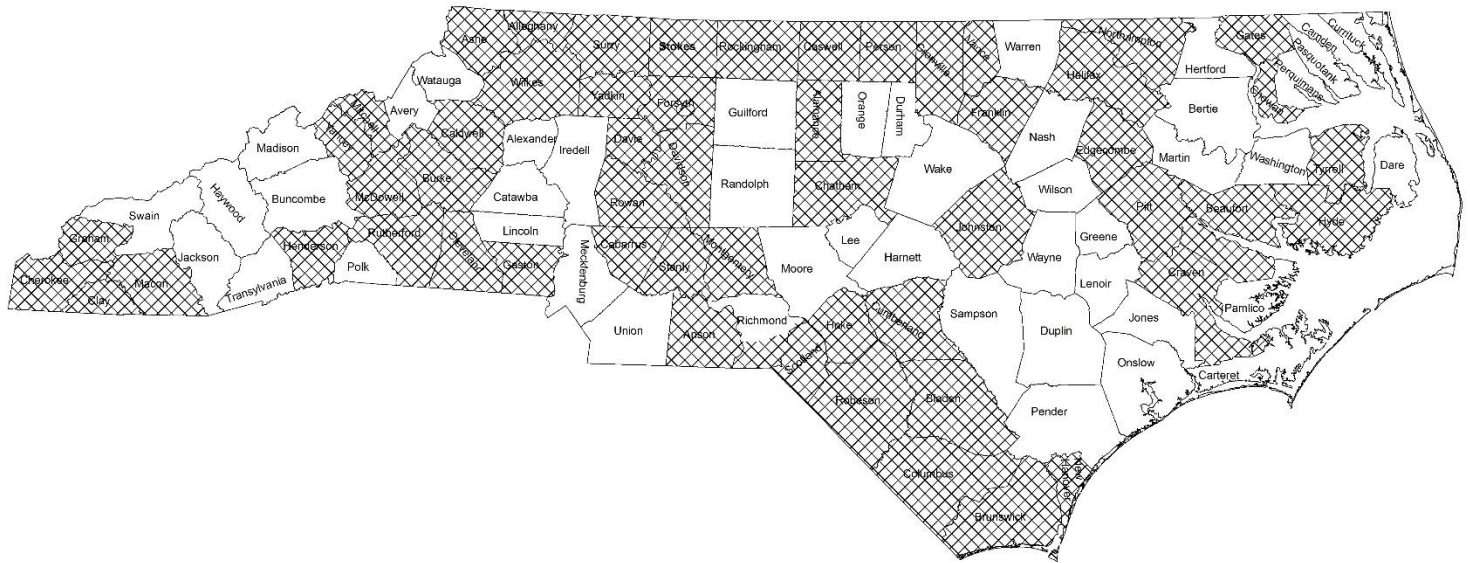 Alleghany
Ashe
Surry
Stokes
Rockingham
Caswell
Person
Granville
Vance
Warren
Northampton
Gates
Camden
Currituck
Pasquotank
Perquimans
Chowan
Hertford
Halifax
Watauga
Wilkes
Yadkin
Forsyth
Guilford
Alamance
Orange
Durham
Franklin
Bertie
Mitchell
Avery
Yancey
Caldwell
Alexander
Iredell
Davie
Davidson
Nash
Edgecombe
Martin
Washington
Tyrrell
Dare
Madison
Burke
McDowell
Catawba
Rowan
Randolph
Chatham
Wake
Wilson
Pitt
Beaufort
Hyde
Haywood
Buncombe
Swain
Graham
Jackson
Henderson
Rutherford
Cleveland
Lincoln
Gaston
Mecklenburg
Cabarrus
Stanly
Montgomery
Moore
Lee
Harnett
Johnston
Wayne
Greene
Lenoir
Craven
Pamlico
Cherokee
Clay
Macon
Transylvania
Polk
Union
Anson
Richmond
Scotland
Hoke
Cumberland
Sampson
Duplin
Jones
Onslow
Carteret
Robeson
Bladen
Pender
Columbus
Brunswick
New
Hanover